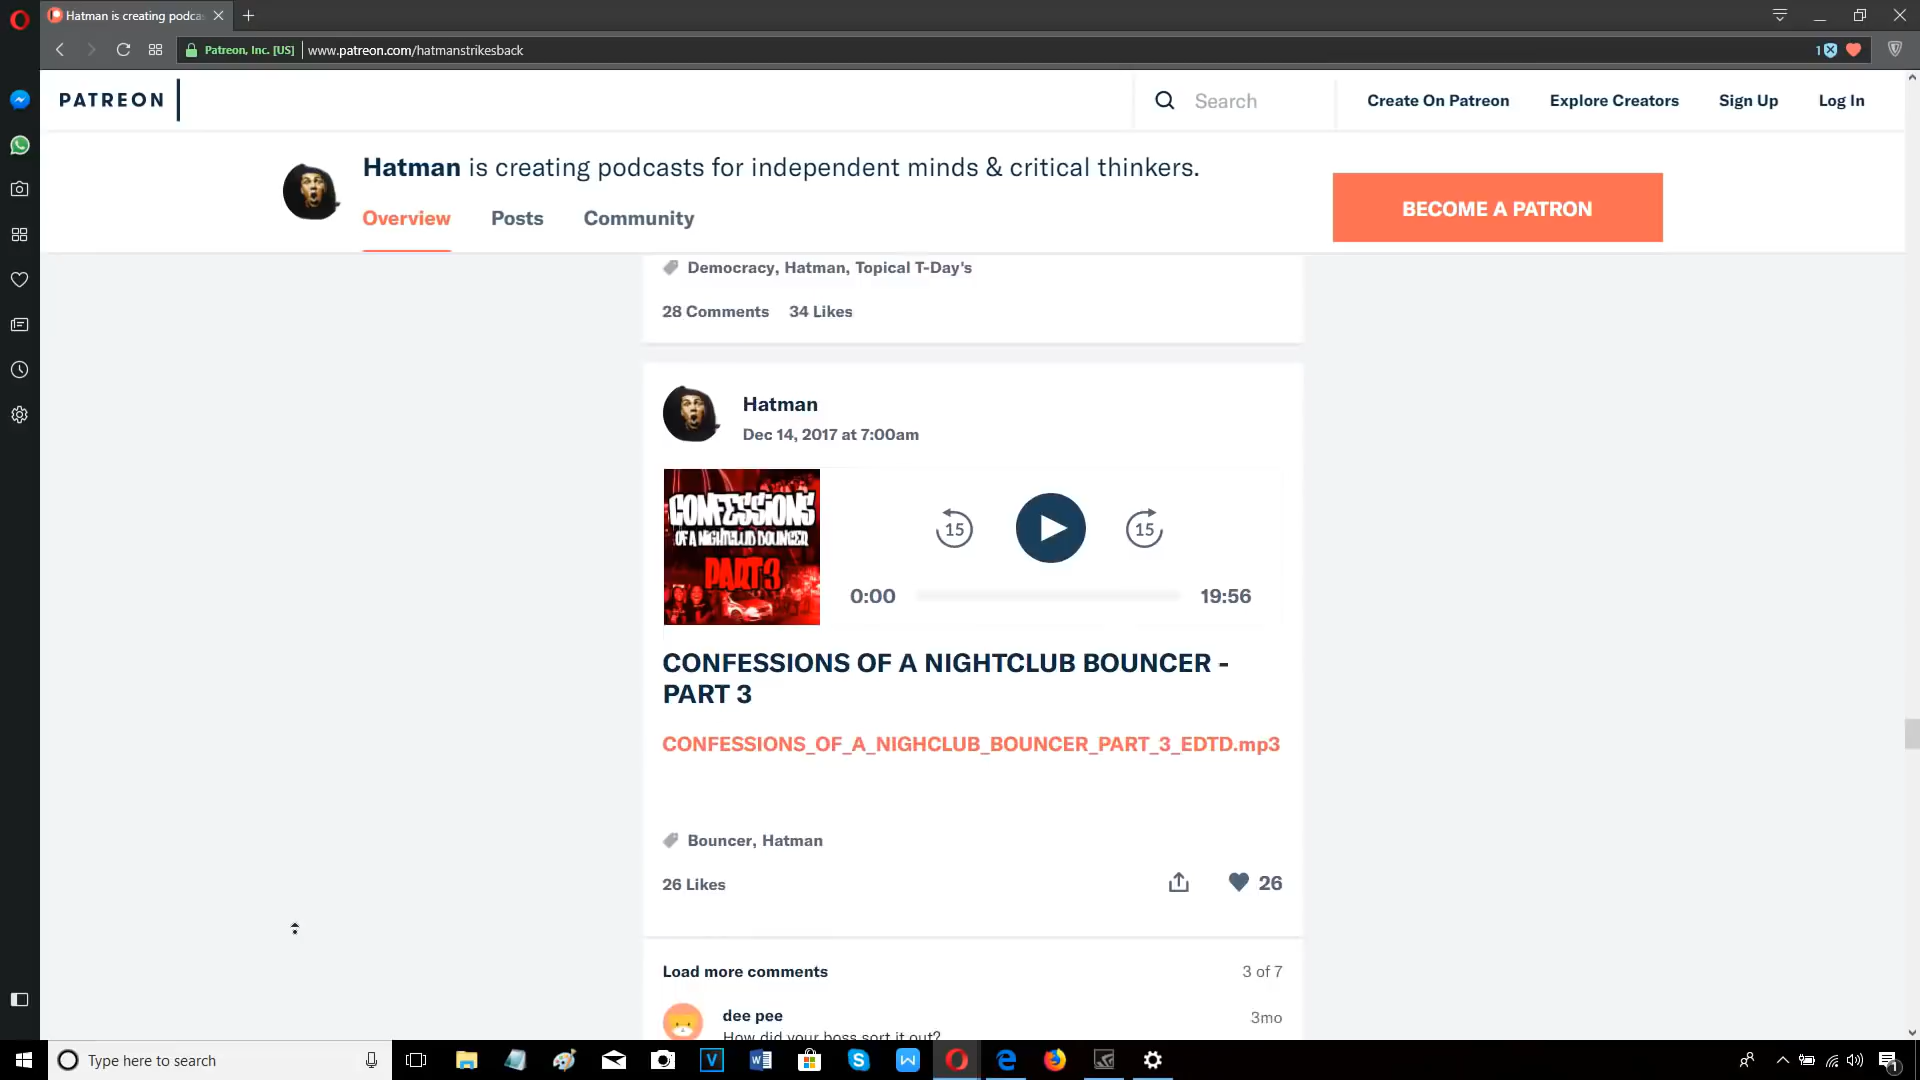 Hatman is creating podca
Patreon, Inc. [US]
www.patreon.com/hatmanstrikesback
1
PATREON
Search
Create On Patreon
Explore Creators
Sign Up
Log In
Hatman is creating podcasts for independent minds & critical thinkers.
BECOME A PATRON
Overview
Posts
Community
Democracy, Hatman, Topical T-Day's
28 Comments 34 Likes
Hatman
Dec 14, 2017 at 7:00am
CONFESSIONS
OF A NIGHTCLUB BOUNCER
PART 3
15
15
0:00
19:56
CONFESSIONS OF A NIGHTCLUB BOUNCER -
PART 3
CONFESSIONS_OF_A_NIGHCLUB_BOUNCER_PART_3_EDTD.mp3
Bouncer, Hatman
26 Likes
26
Load more comments
3 of 7
dee pee
3mo
How did your boss sort it out?
Type here to search
1